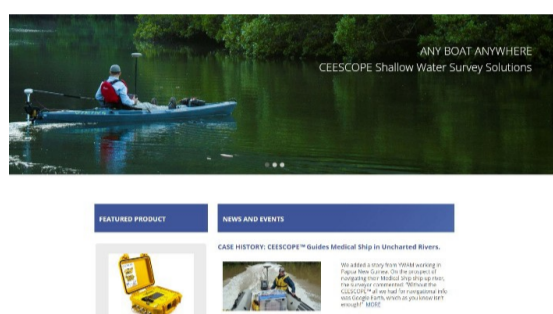 ANY BOAT ANYWHERE
CEESCOPE Shallow Water Survey Solutions
FEATURED PRODUCT
NEWS AND EVENTS
CASE HISTORY: CEESCOPE™ Guides Medical Ship in Uncharted Rivers.
We added a story from YWAM working in
Papua New Guinea. On the prospect of
navigating their Medical Ship ship up river,
the surveyor commented: "Without the
CEESCOPE™ all we had for navigational info
was Google Earth, which as you know isn't
enough!" MORE